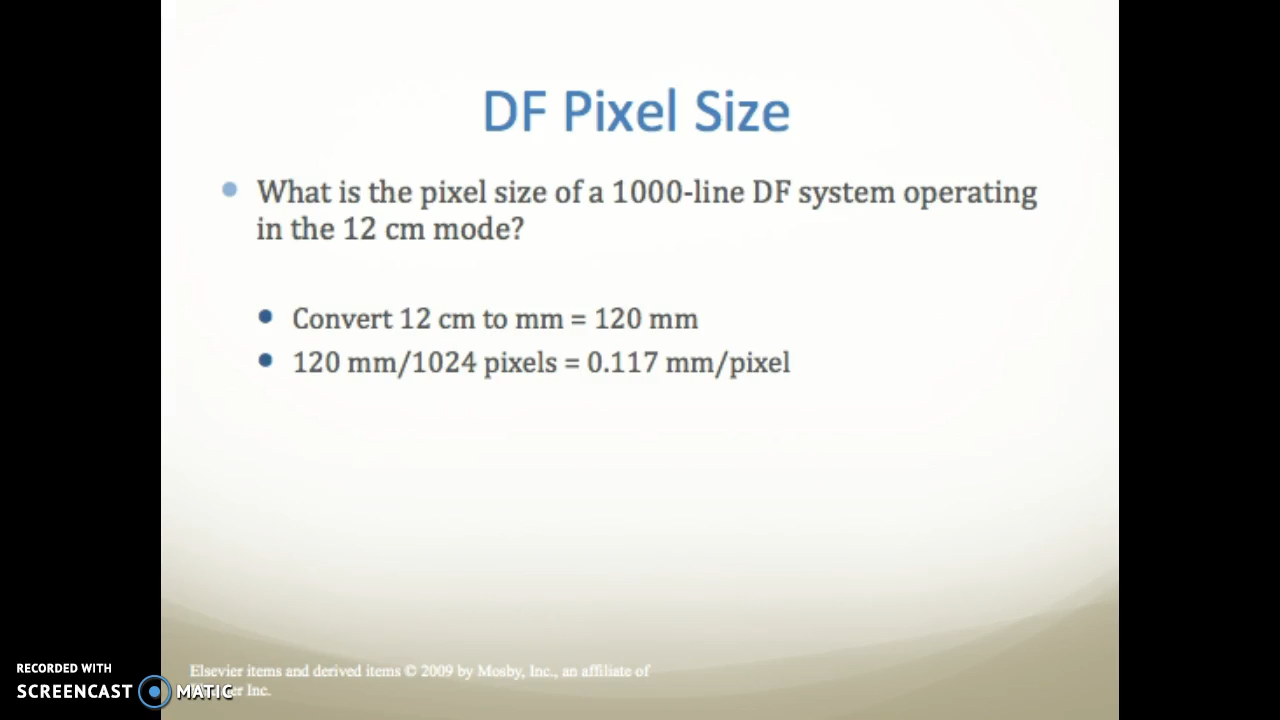 DF Pixel Size
What is the pixel size of a 1000-line DF system operating
in the 12 cm mode?
Convert 12 cm to mm = 120 mm
120 mm/1024 pixels = 0.117 mm/pixel
Elsevier items and derived items © 2009 by Mosby, Inc., an affiliate of
Inc.
RECORDED WITH
SCREENCAST MATIC